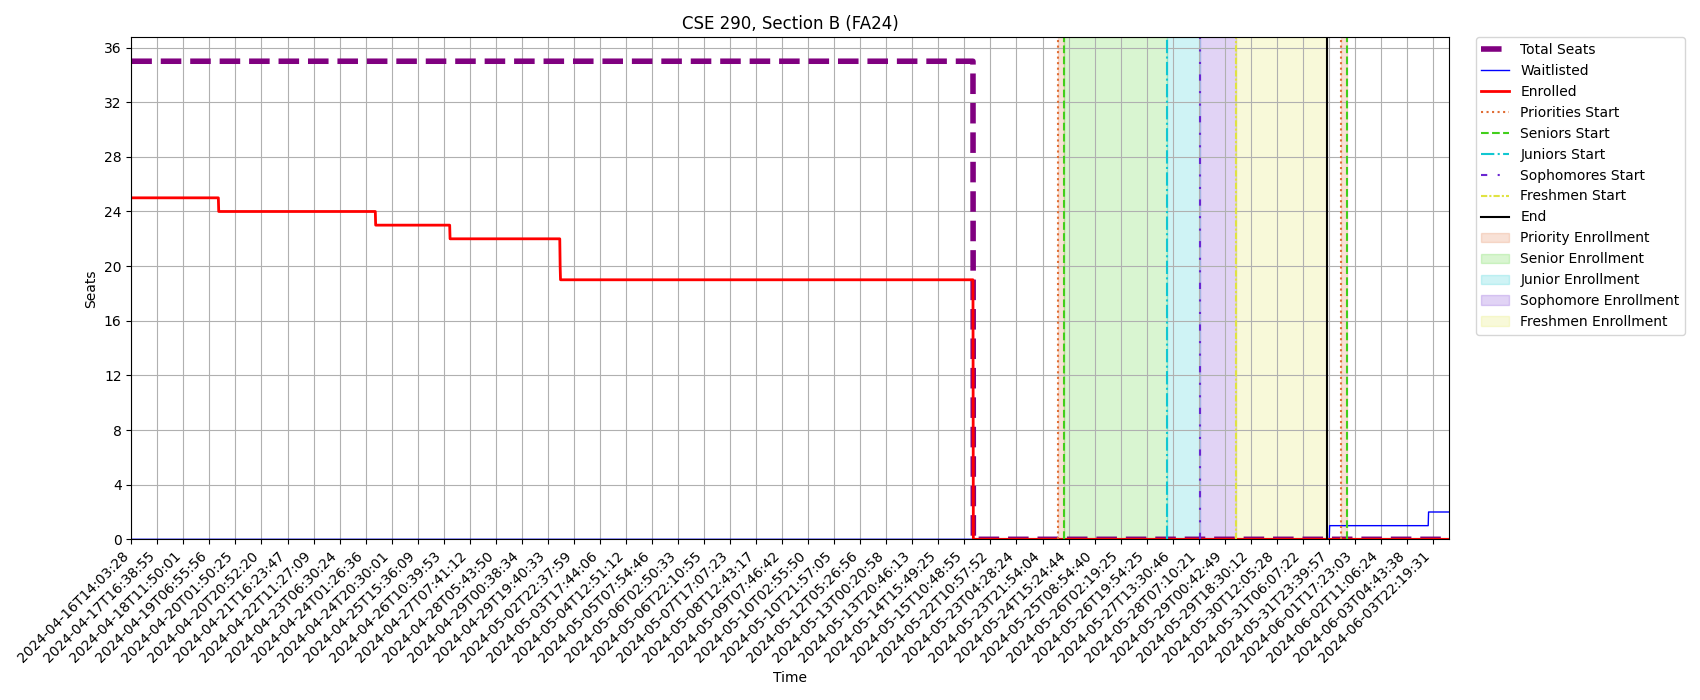 CSE 290, Section B (FA24)
36
32
28
24
20
16
12
8
4
0
Seats
2024-04-16T14:03:28
2024-04-17T16:38:55
2024-04-18T11:50:01
2024-04-19T06:55:56
2024-04-20T01:50:25
2024-04-20T20:52:20
2024-04-21T16:23:47
2024-04-22T11:27:09
2024-04-23T06:30:24
2024-04-24T01:26:36
2024-04-24T20:30:01
2024-04-25T15:36:09
2024-04-26T10:39:53
2024-04-27T07:41:12
2024-04-28T05:43:50
2024-04-29T00:38:34
2024-04-29T19:40:33
2024-05-02T22:37:59
2024-05-03T17:44:06
2024-05-04T12:51:12
2024-05-05T07:54:46
2024-05-06T02:50:33
2024-05-06T22:10:55
2024-05-07T17:07:23
2024-05-08T12:43:17
2024-05-09T07:46:42
2024-05-10T02:55:50
2024-05-10T21:57:05
2024-05-12T05:26:56
2024-05-13T00:20:58
2024-05-13T20:46:13
2024-05-14T15:49:25
2024-05-15T10:48:55
2024-05-22T10:57:52
2024-05-23T04:28:24
2024-05-23T21:54:04
2024-05-24T15:24:44
2024-05-25T08:54:40
2024-05-26T02:19:25
2024-05-26T19:54:25
2024-05-27T13:30:46
2024-05-28T07:10:21
2024-05-29T00:42:49
2024-05-29T18:30:12
2024-05-30T12:05:28
2024-05-31T06:07:22
2024-05-31T23:39:57
2024-06-01T17:23:03
2024-06-02T11:06:24
2024-06-03T04:43:38
2024-06-03T22:19:31
Time
Total Seats
Waitlisted
Enrolled
Priorities Start
Seniors Start
Juniors Start
Sophomores Start
Freshmen Start
End
Priority Enrollment
Senior Enrollment
Junior Enrollment
Sophomore Enrollment
Freshmen Enrollment